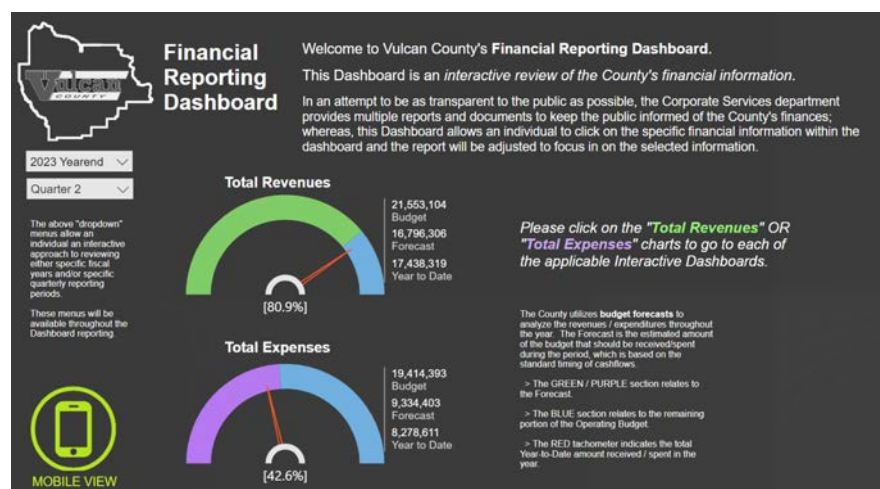 Vulcan
COUNTY
Financial
Reporting
Dashboard
Welcome to Vulcan County's Financial Reporting Dashboard.
This Dashboard is an interactive review of the County's financial information.
In an attempt to be as transparent to the public as possible, the Corporate Services department
provides multiple reports and documents to keep the public informed of the County's finances;
whereas, this Dashboard allows an individual to click on the specific financial information within the
dashboard and the report will be adjusted to focus in on the selected information.
2023 Yearend
Quarter 2
The above "dropdown"
menus allow an
individual an interactive
approach to reviewing
either specific fiscal
years and/or specific
quarterly reporting
periods.
These menus will be
available throughout the
Dashboard reporting.
MOBILE VIEW
Total Revenues
21,553,104
Budget
16,796,306
Forecast
17,438,319
Year to Date
[80.9%]
Total Expenses
19,414,393
Budget
9,334,403
Forecast
8,278,611
Year to Date
[42.6%]
Please click on the "Total Revenues" OR
"Total Expenses" charts to go to each of
the applicable Interactive Dashboards.
The County utilizes budget forecasts to
analyze the revenues / expenditures throughout
the year. The Forecast is the estimated amount
of the budget that should be received/spent
during the period, which is based on the
standard timing of cashflows.
> The GREEN / PURPLE section relates to
the Forecast.
> The BLUE section relates to the remaining
portion of the Operating Budget.
> The RED tachometer indicates the total
Year-to-Date amount received / spent in the
year.